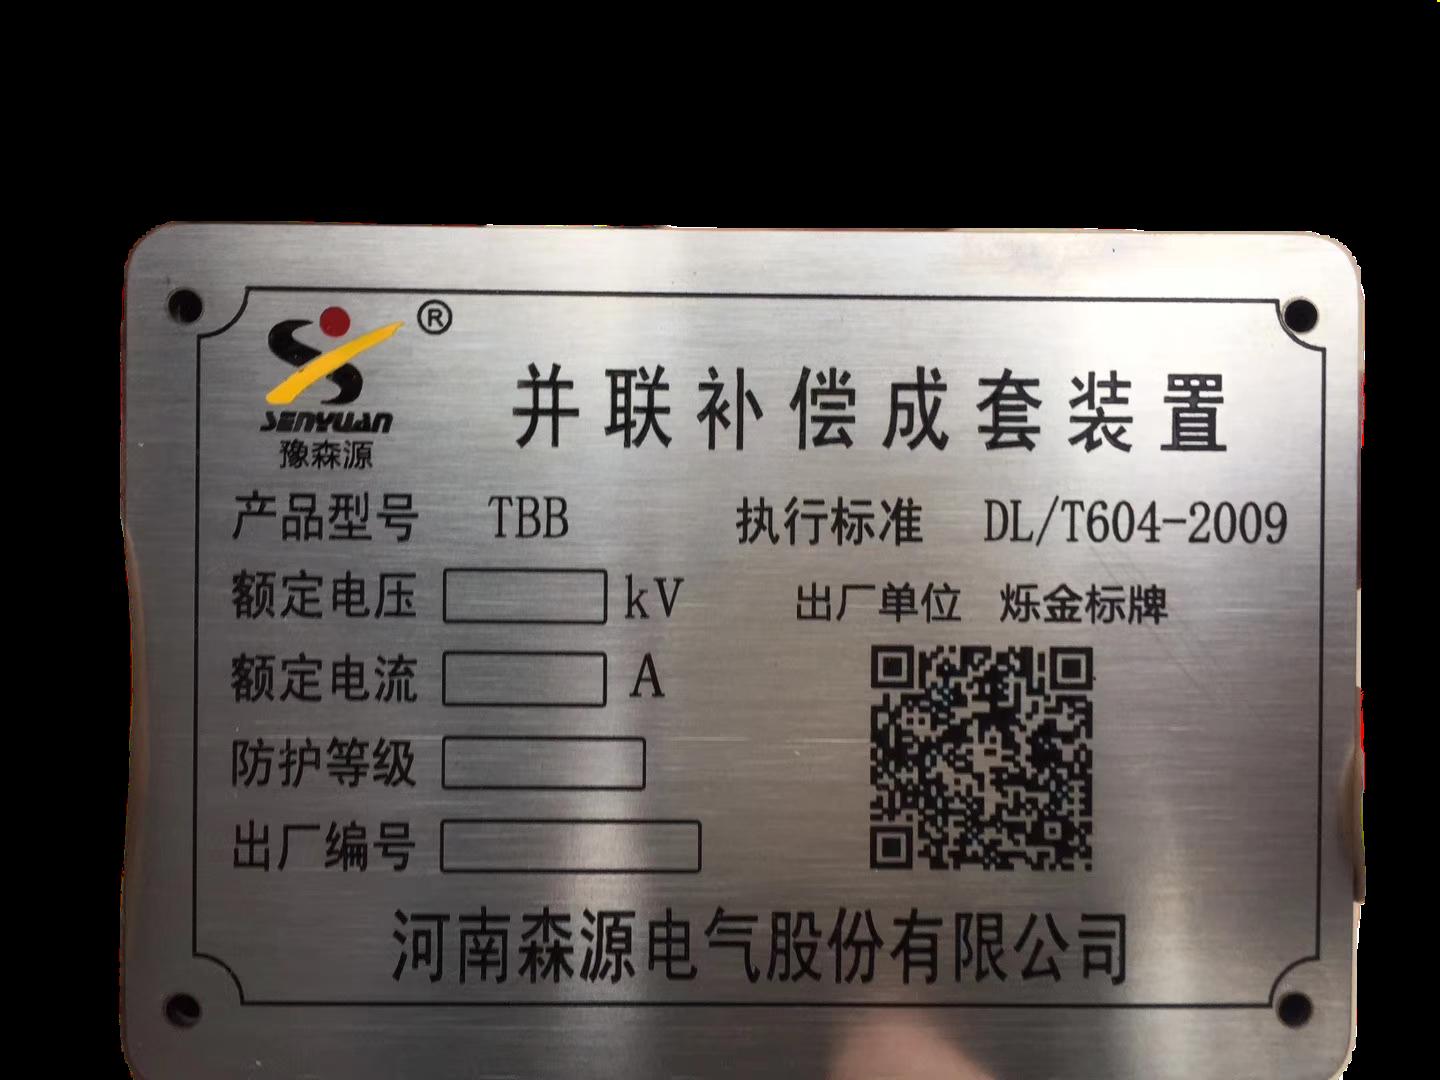 ®
SENYUAN
豫森源
并联补偿成套装置
产品型号 TBB 执行标准 DL/T604-2009
额定电压 kV 出厂单位 烁金标牌
额定电流 A
防护等级
出厂编号
河南森源电气股份有限公司